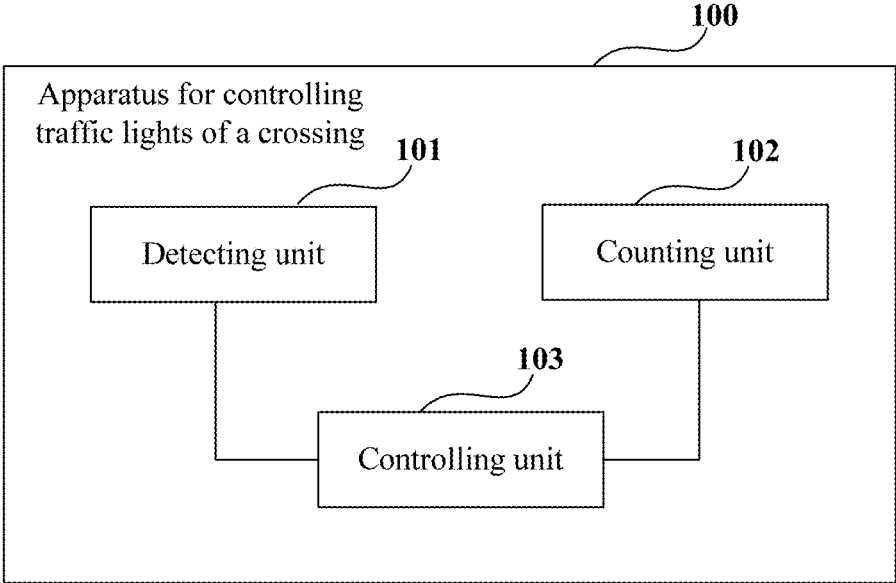 100
Apparatus for controlling
traffic lights of a crossing
101
102
Detecting unit
Counting unit
103
Controlling unit